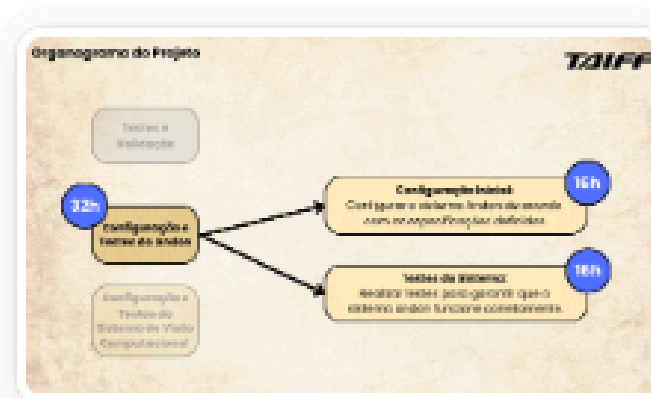 Organograma do Projeto
TAIFF
Testes e
Validação
32h
Configuração e
Testes do Andon
Configuração e
Testes do
Sistema de Visão
Computacional
Configuração Inicial:
Configurar o sistema Andon de acordo
com as especificações definidas.
16h
Testes do Sistema:
Realizar testes para garantir que o
sistema andon funcione corretamente.
16h